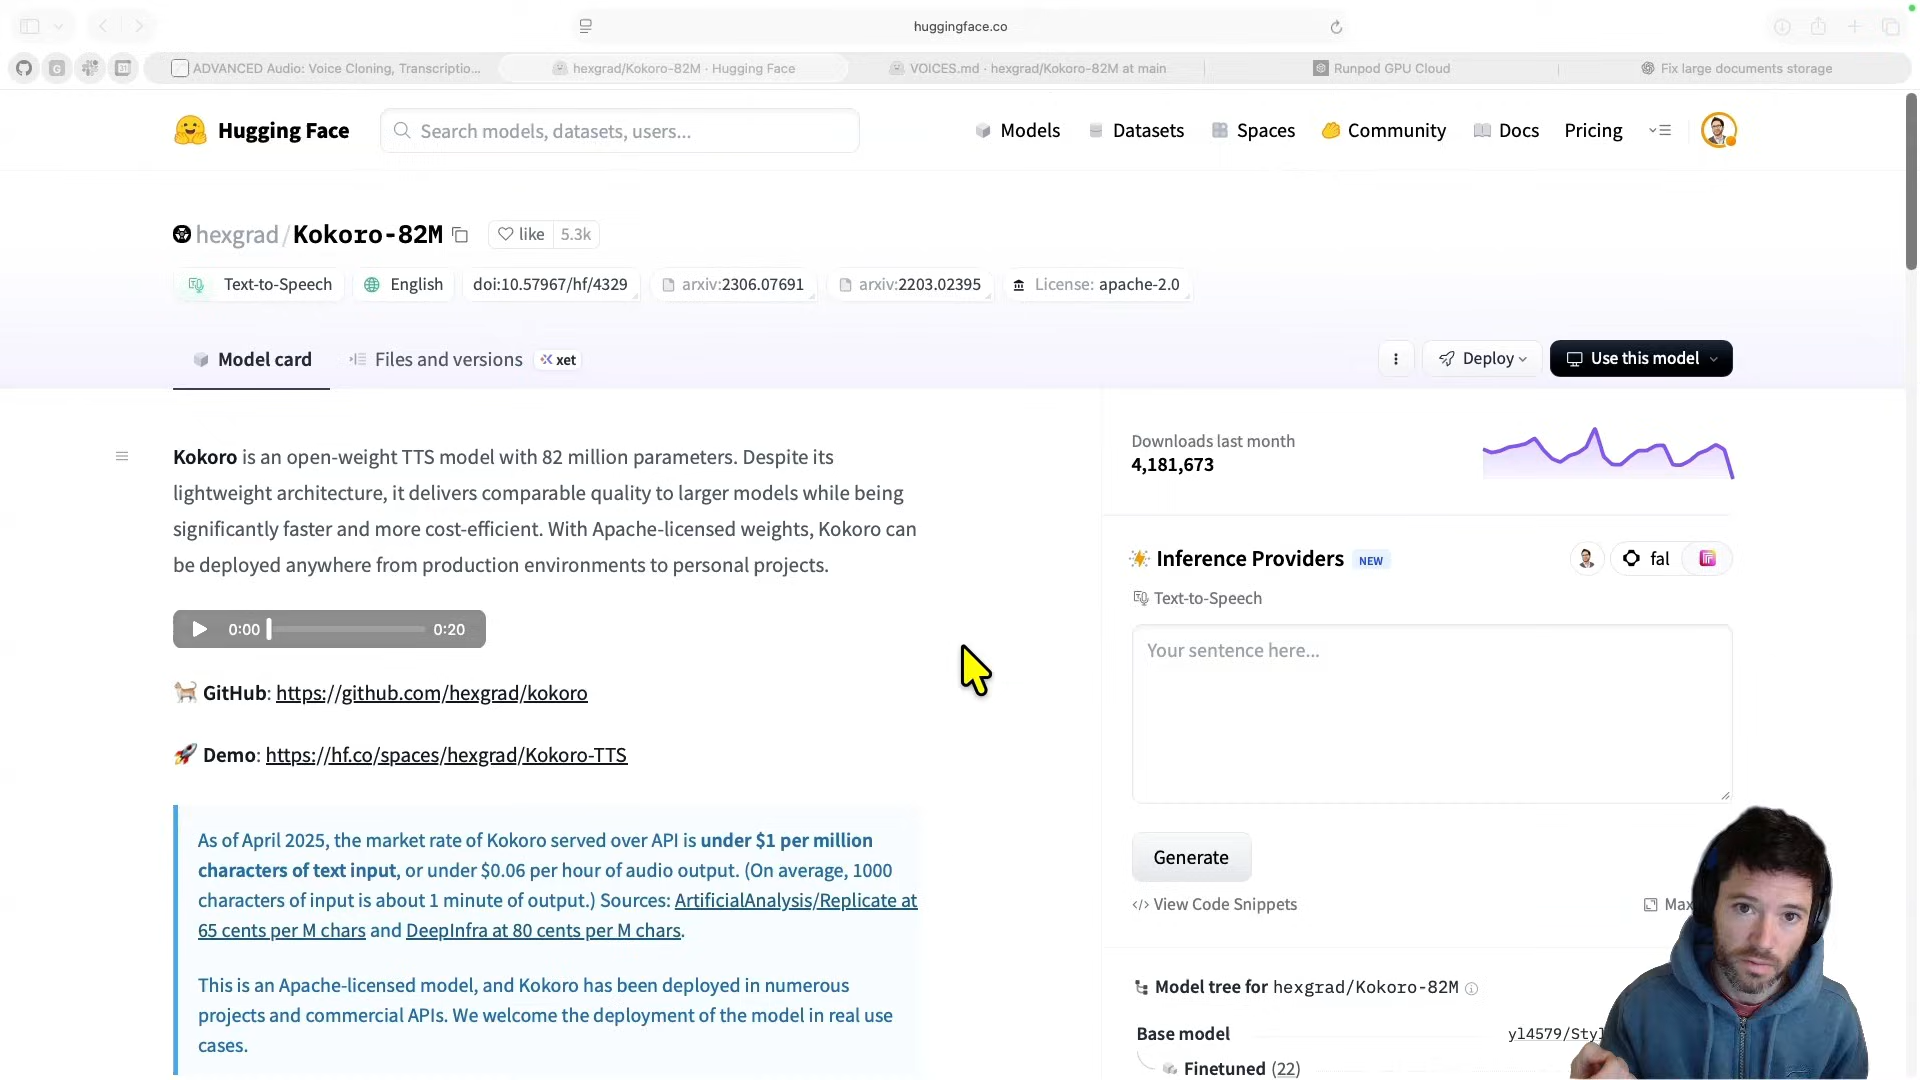 huggingface.co
ADVANCED Audio: Voice Cloning, Transcriptio...
hexgrad/Kokoro-82M · Hugging Face
VOICES.md · hexgrad/Kokoro-82M at main
Runpod GPU Cloud
Fix large documents storage
Hugging Face
Search models, datasets, users...
Models
Datasets
Spaces
Community
Docs
Pricing
hexgrad/Kokoro-82M
like 5.3k
Text-to-Speech
English
doi:10.57967/hf/4329
arxiv:2306.07691
arxiv:2203.02395
License: apache-2.0
Model card
Files and versions
xet
Deploy
Use this model
Kokoro is an open-weight TTS model with 82 million parameters. Despite its
lightweight architecture, it delivers comparable quality to larger models while being
significantly faster and more cost-efficient. With Apache-licensed weights, Kokoro can
be deployed anywhere from production environments to personal projects.
0:00
0:20
GitHub: https://github.com/hexgrad/kokoro
Demo: https://hf.co/spaces/hexgrad/Kokoro-TTS
As of April 2025, the market rate of Kokoro served over API is under $1 per million
characters of text input, or under $0.06 per hour of audio output. (On average, 1000
characters of input is about 1 minute of output.) Sources: ArtificialAnalysis/Replicate at
65 cents per M chars and DeepInfra at 80 cents per M chars.
This is an Apache-licensed model, and Kokoro has been deployed in numerous
projects and commercial APIs. We welcome the deployment of the model in real use
cases.
Downloads last month
4,181,673
Inference Providers NEW
fal
Text-to-Speech
Your sentence here...
Generate
View Code Snippets
Max
Model tree for hexgrad/Kokoro-82M
Base model
yl4579/Styl
Finetuned (22)